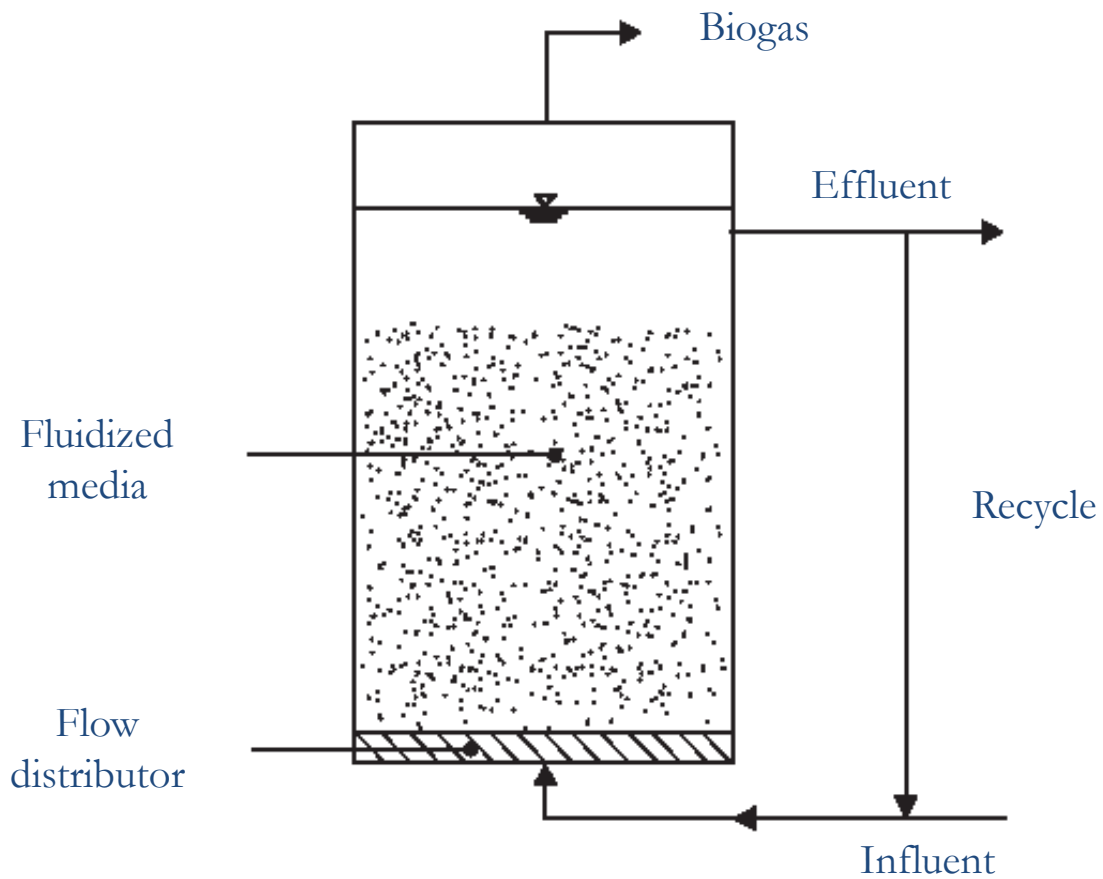 Biogas
Effluent
Fluidized
media
Recycle
Flow
distributor
Influent